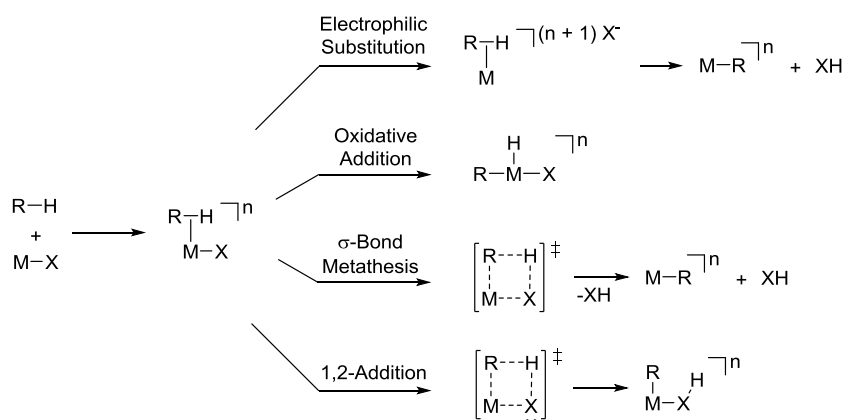 Electrophilic
Substitution
R–H ⌉(n + 1) X-
M
M–R⌉n + XH
Oxidative
Addition
H ⌉n
R–M–X
R–H
+
M–X
R–H ⌉n
M–X
σ-Bond
Metathesis
R---H ‡
M---X
-XH
M–R⌉n + XH
1,2-Addition
R---H ‡
M---X
R H ⌉n
M–X